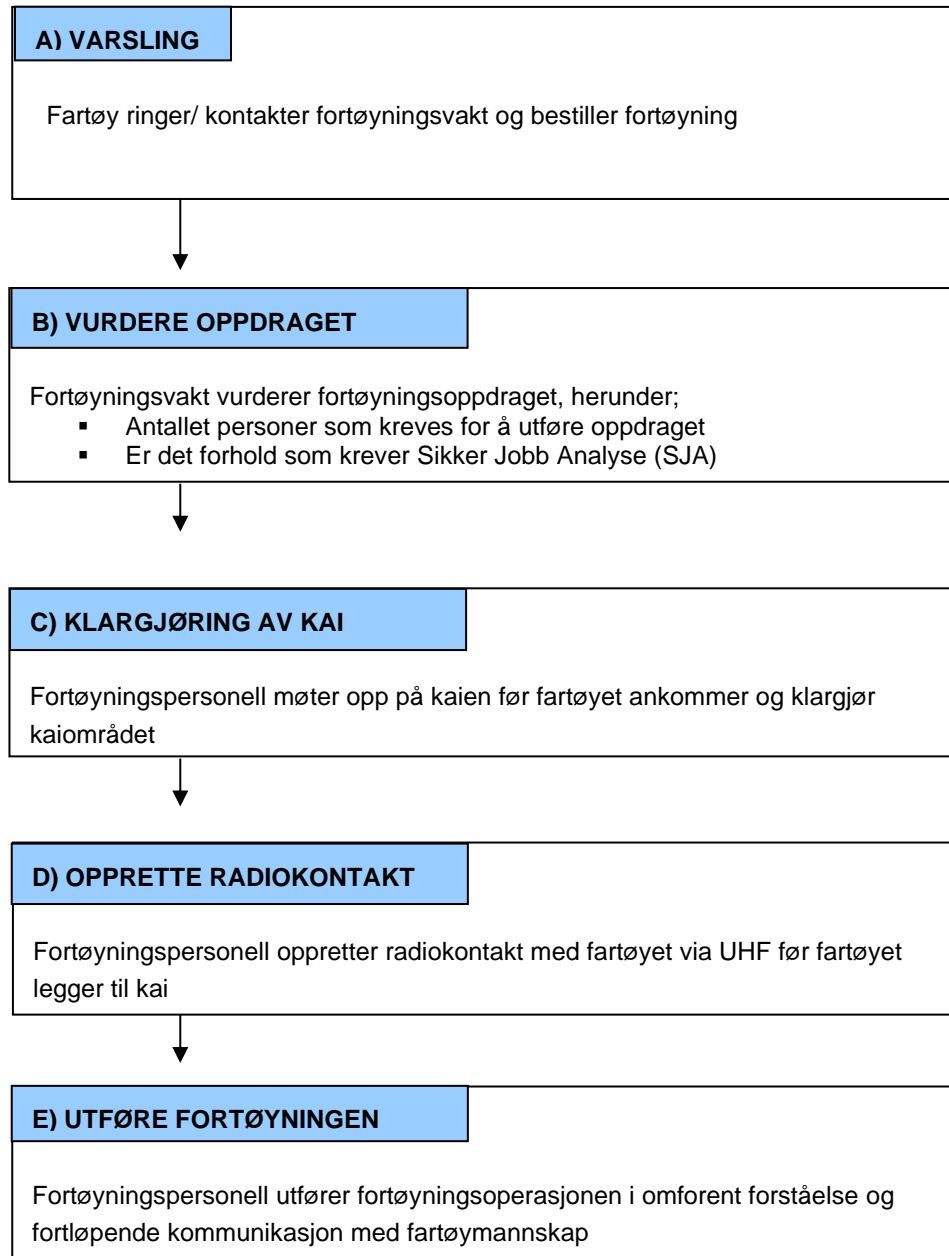 A) VARSLING
Fartøy ringer/ kontakter fortøyningsvakt og bestiller fortøyning
B) VURDERE OPPDRAGET
Fortøyningsvakt vurderer fortøyningsoppdraget, herunder;
▪ Antallet personer som kreves for å utføre oppdraget
▪ Er det forhold som krever Sikker Jobb Analyse (SJA)
C) KLARGJØRING AV KAI
Fortøyningspersonell møter opp på kaien før fartøyet ankommer og klargjør
kaiområdet
D) OPPRETTE RADIOKONTAKT
Fortøyningspersonell oppretter radiokontakt med fartøyet via UHF før fartøyet
legger til kai
E) UTFØRE FORTØYNINGEN
Fortøyningspersonell utfører fortøyningsoperasjonen i omforent forståelse og
fortløpende kommunikasjon med fartøymannskap